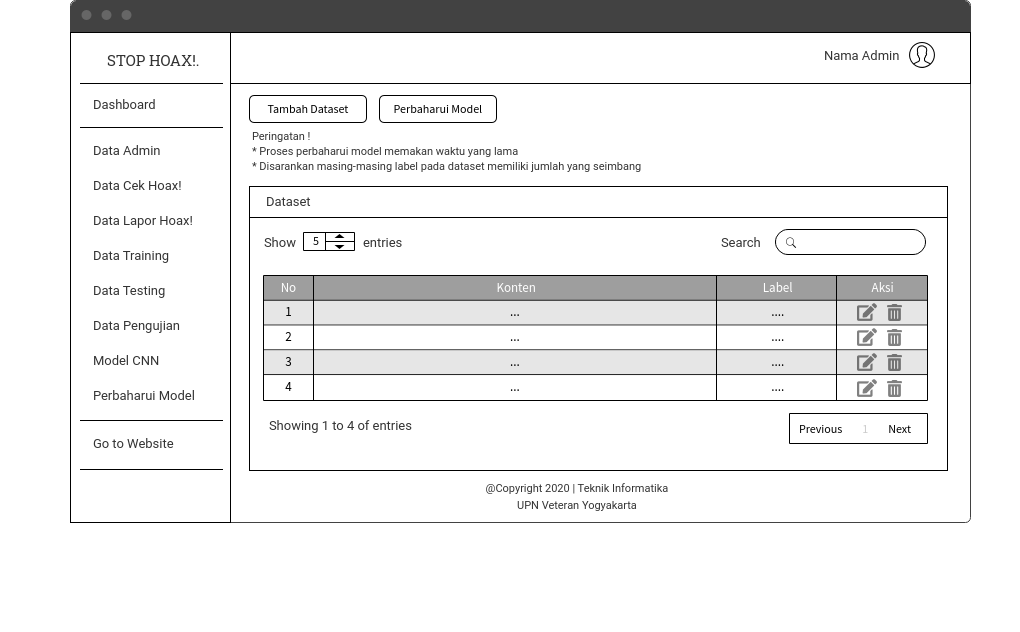 STOP HOAX!.
Nama Admin
Dashboard
Data Admin
Data Cek Hoax!
Data Lapor Hoax!
Data Training
Data Testing
Data Pengujian
Model CNN
Perbaharui Model
Go to Website
Tambah Dataset Perbaharui Model
Peringatan !
* Proses perbaharui model memakan waktu yang lama
* Disarankan masing-masing label pada dataset memiliki jumlah yang seimbang
Dataset
Show 5 entries Search
No Konten Label Aksi
1 ... ....
2 ... ....
3 ... ....
4 ... ....
Showing 1 to 4 of entries
Previous 1 Next
@Copyright 2020 | Teknik Informatika
UPN Veteran Yogyakarta